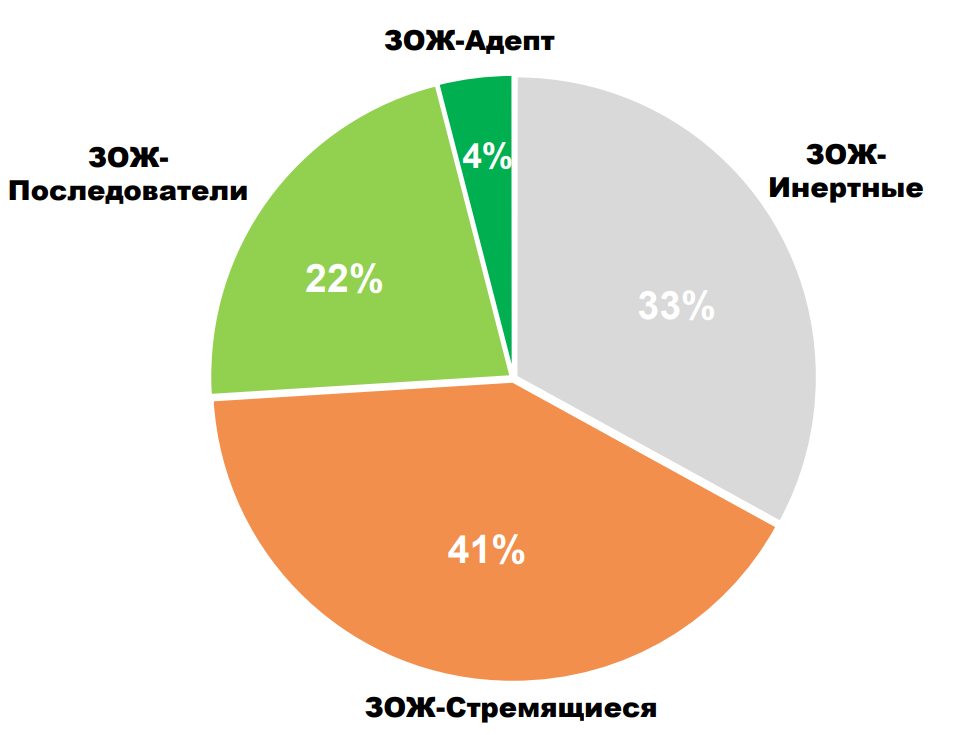 ЗОЖ-Адепт
ЗОЖ-
Последователи
ЗОЖ-
Инертные
4%
22%
33%
41%
ЗОЖ-Стремящиеся